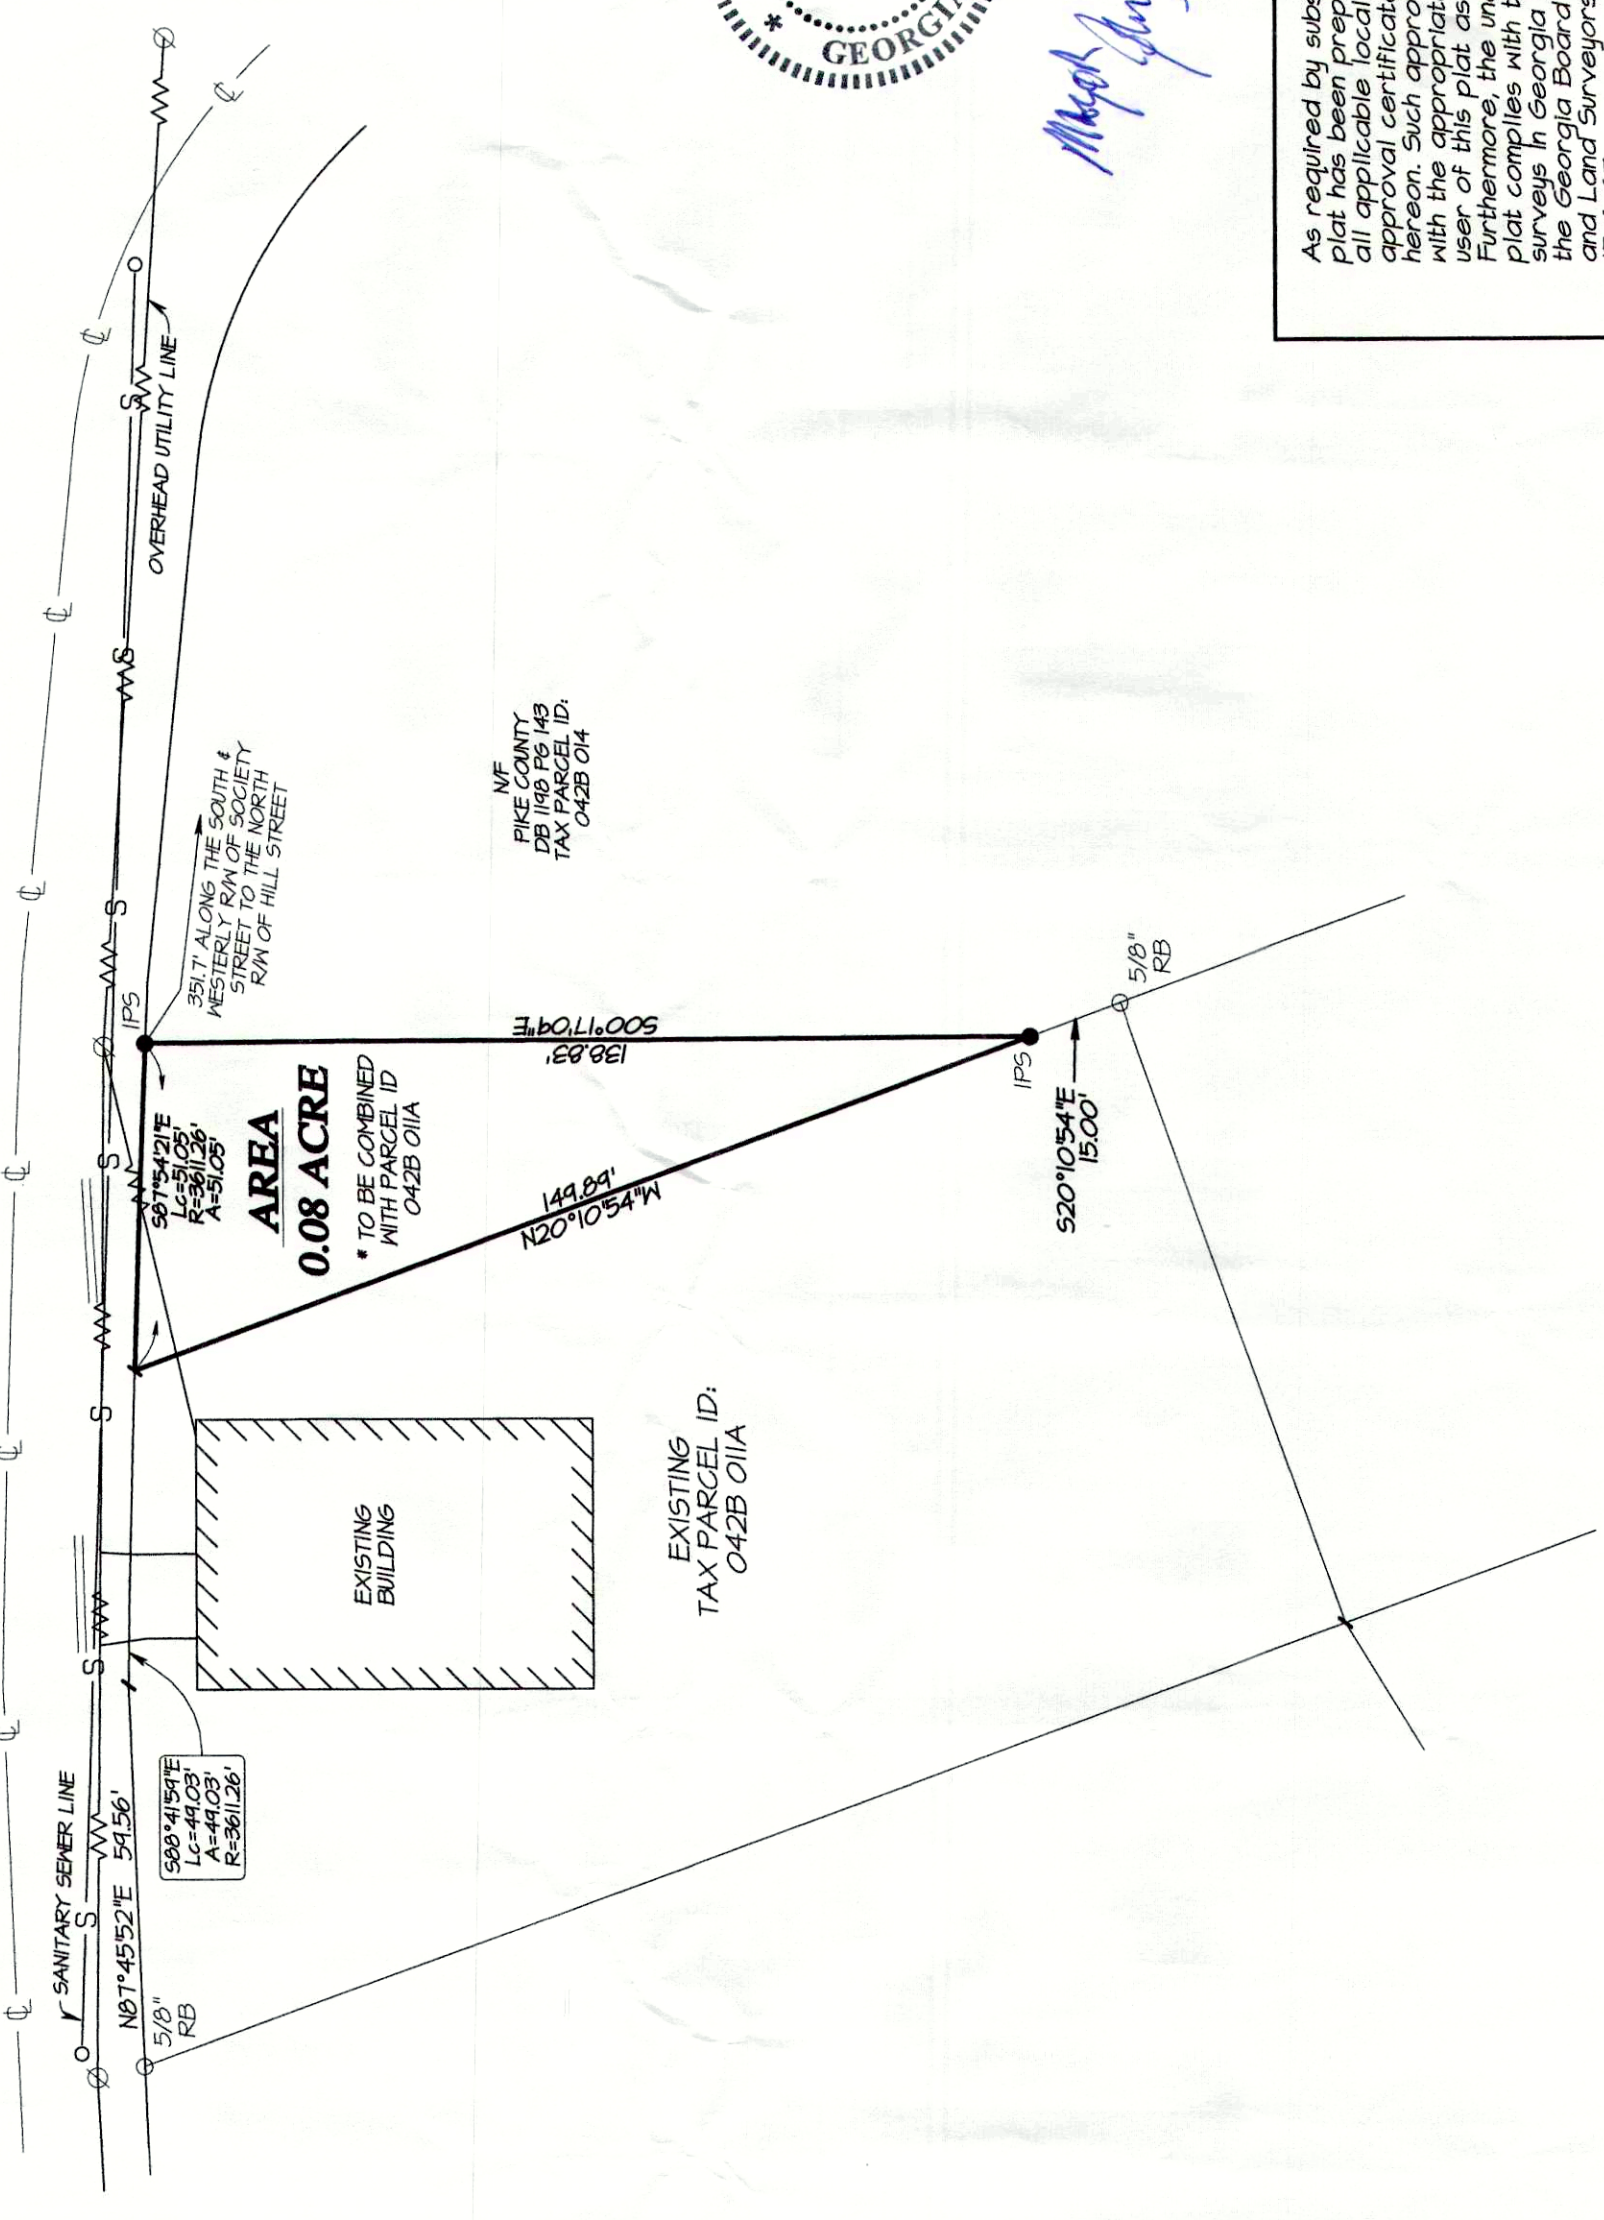 SANITARY SEWER LINE
N87°45'52"E 59.56'
5/8"
RB
S88°41'59"E
Lc=49.03'
A=49.03'
R=3611.26'
EXISTING
BUILDING
EXISTING
TAX PARCEL ID:
042B 011A
S87°54'21"E
Lc=51.05'
R=3611.26'
A=51.05'
AREA
0.08 ACRE
* TO BE COMBINED
WITH PARCEL ID
042B 011A
149.89'
N20°10'54"W
138.83'
S00°17'09"E
IPS
IPS
S20°10'54"E
15.00'
5/8"
RB
351.7' ALONG THE SOUTH &
WESTERLY R/W OF SOCIETY
STREET TO THE NORTH
R/W OF HILL STREET
N/F
PIKE COUNTY
DB 1198 PG 143
TAX PARCEL ID:
042B 014
OVERHEAD UTILITY LINE
S
S
S
S
S
S
S
℄
℄
℄
℄
℄
℄
℄
℄
℄
* GEORGIA
Mayor
As required by subs
plat has been prep
all applicable local
approval certificat
hereon. Such appro
with the appropriat
user of this plat as
Furthermore, the un
plat complies with t
surveys in Georgia
the Georgia Board
and Land Surveyors